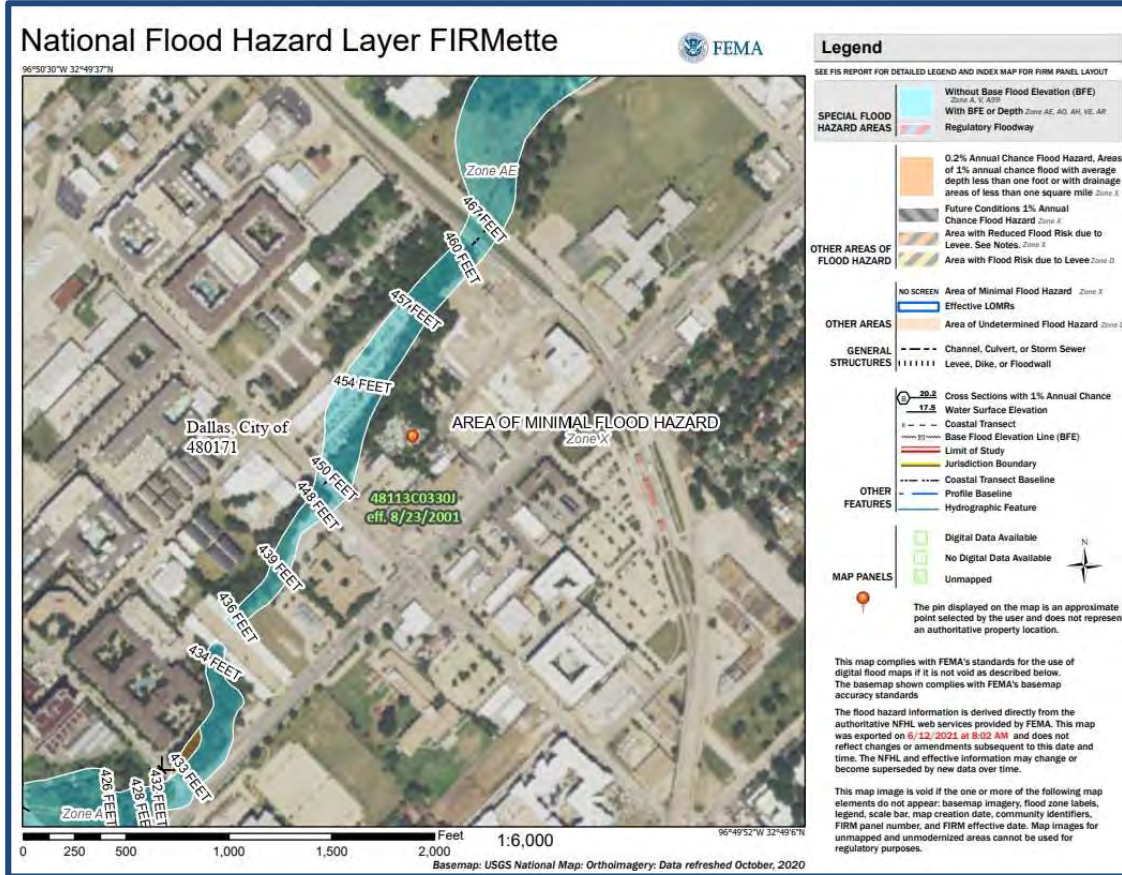 National Flood Hazard Layer FIRMette
FEMA
96°50'30"W 32°49'37"N
Zone AE
467 FEET
460 FEET
457 FEET
454 FEET
Dallas, City of
480171
AREA OF MINIMAL FLOOD HAZARD
Zone X
450 FEET
448 FEET
48113C0330J
eff. 8/23/2001
439 FEET
436 FEET
434 FEET
433 FEET
432 FEET
428 FEE
426 FEET
Zone A
96°49'52"W 32°49'6"N
Feet
1:6,000
0 250 500 1,000 1,500 2,000
Basemap: USGS National Map: Orthoimagery: Data refreshed October, 2020
Legend
SEE FIS REPORT FOR DETAILED LEGEND AND INDEX MAP FOR FIRM PANEL LAYOUT
SPECIAL FLOOD
HAZARD AREAS
Without Base Flood Elevation (BFE)
Zone A, V, A99
With BFE or Depth Zone AE, AO, AH, VE, AR
Regulatory Floodway
0.2% Annual Chance Flood Hazard, Areas
of 1% annual chance flood with average
depth less than one foot or with drainage
areas of less than one square mile Zone X
Future Conditions 1% Annual
Chance Flood Hazard Zone X
Area with Reduced Flood Risk due to
Levee. See Notes. Zone X
Area with Flood Risk due to Levee Zone D
OTHER AREAS OF
FLOOD HAZARD
NO SCREEN Area of Minimal Flood Hazard Zone X
Effective LOMRs
OTHER AREAS
Area of Undetermined Flood Hazard Zone
GENERAL
STRUCTURES
Channel, Culvert, or Storm Sewer
Levee, Dike, or Floodwall
B 20.2 Cross Sections with 1% Annual Chance
17.5 Water Surface Elevation
Coastal Transect
Base Flood Elevation Line (BFE)
Limit of Study
Jurisdiction Boundary
Coastal Transect Baseline
OTHER
FEATURES
Profile Baseline
Hydrographic Feature
Digital Data Available
No Digital Data Available
Unmapped
MAP PANELS
N
The pin displayed on the map is an approximate
point selected by the user and does not represen
an authoritative property location.
This map complies with FEMA's standards for the use of
digital flood maps if it is not void as described below.
The basemap shown complies with FEMA's basemap
accuracy standards
The flood hazard information is derived directly from the
authoritative NFHL web services provided by FEMA. This map
was exported on 6/12/2021 at 8:02 AM and does not
reflect changes or amendments subsequent to this date and
time. The NFHL and effective information may change or
become superseded by new data over time.
This map image is void if the one or more of the following map
elements do not appear: basemap imagery, flood zone labels,
legend, scale bar, map creation date, community identifiers,
FIRM panel number, and FIRM effective date. Map images for
unmapped and unmodernized areas cannot be used for
regulatory purposes.